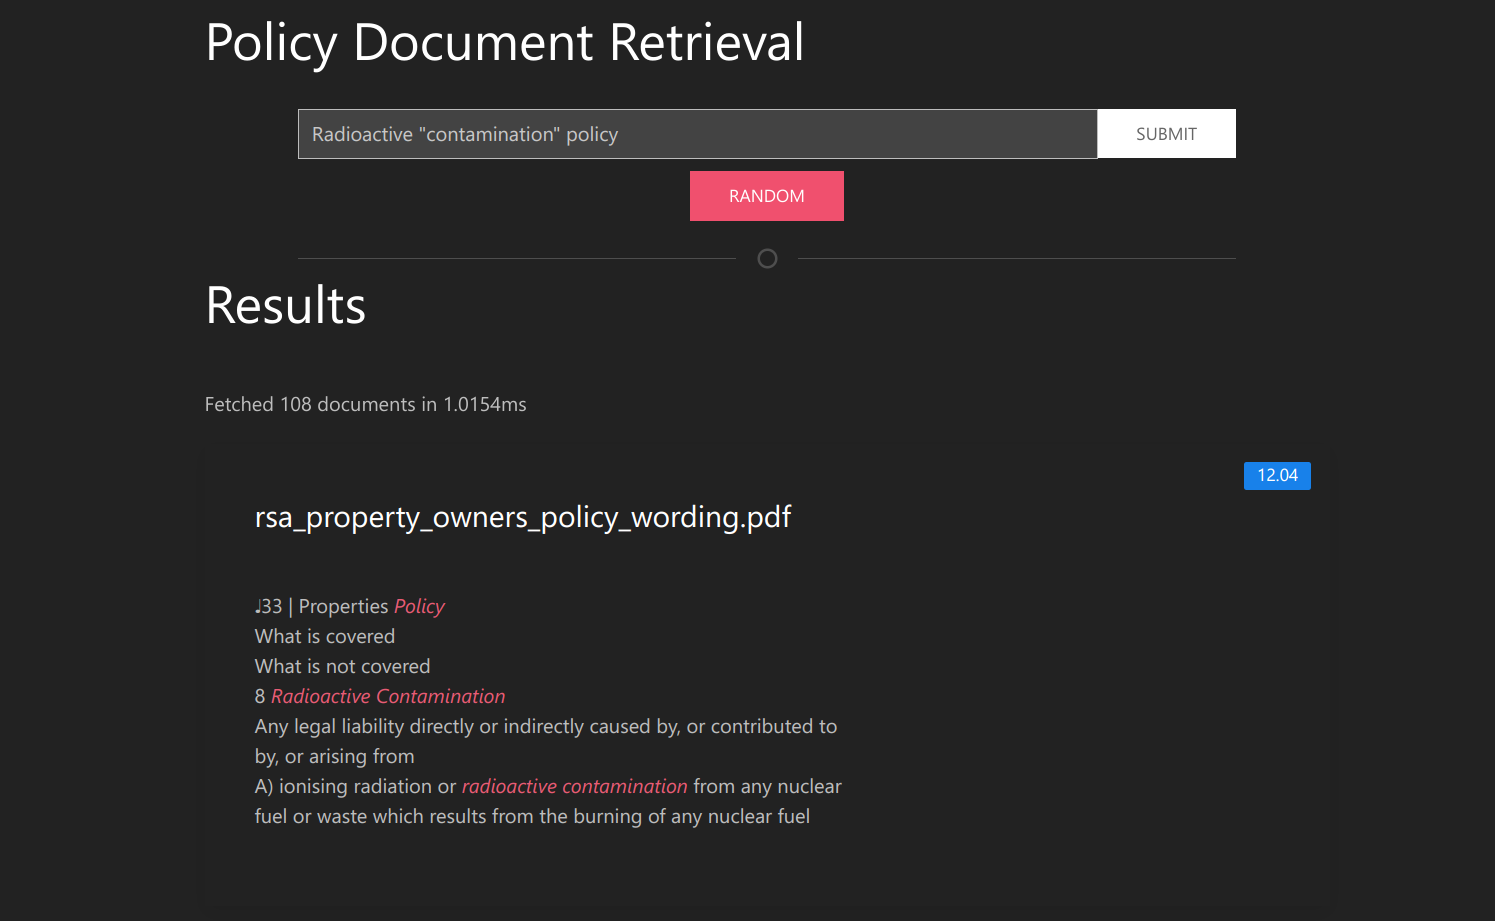 Policy Document Retrieval
Radioactive "contamination" policy
SUBMIT
RANDOM
Results
Fetched 108 documents in 1.0154ms
12.04
rsa_property_owners_policy_wording.pdf
♩33 | Properties Policy
What is covered
What is not covered
8 Radioactive Contamination
Any legal liability directly or indirectly caused by, or contributed to
by, or arising from
A) ionising radiation or radioactive contamination from any nuclear
fuel or waste which results from the burning of any nuclear fuel